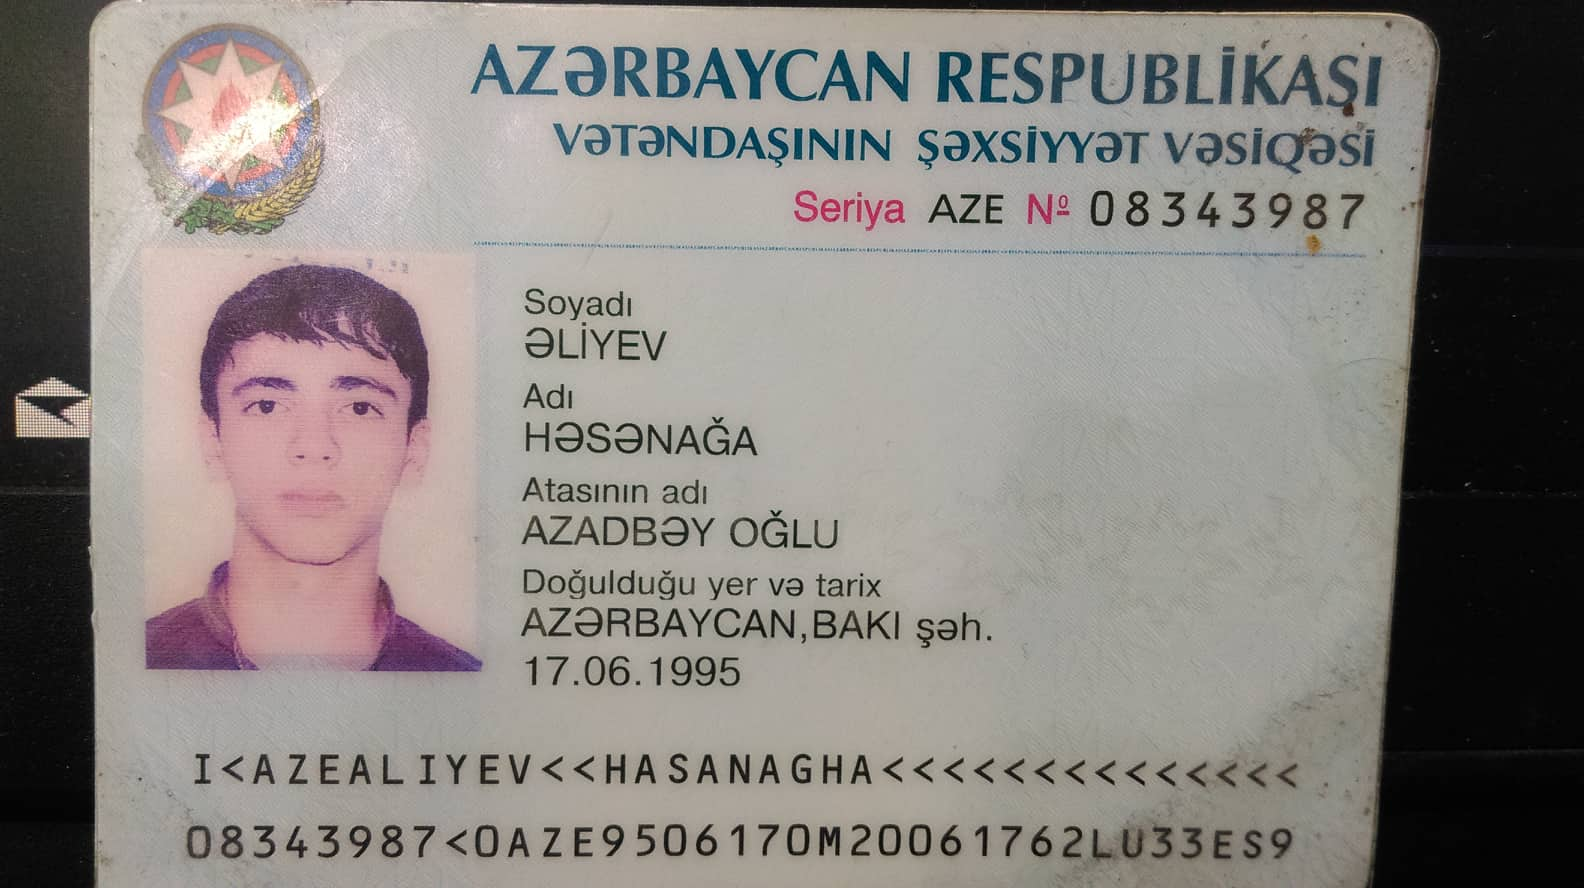 AZƏRBAYCAN RESPUBLİKASI
VƏTƏNDAŞININ ŞƏXSİYYƏT VƏSİQƏSİ
Seriya AZE № 08343987
Soyadı
ƏLİYEV
Adı
HƏSƏNAĞA
Atasının adı
AZADBƏY OĞLU
Doğulduğu yer və tarix
AZƏRBAYCAN,BAKI şəh.
17.06.1995
I<AZEALIYEV<<HASANAGHA<<<<<<<<<<<<<<
08343987<0AZE9506170M20061762LU33ES9